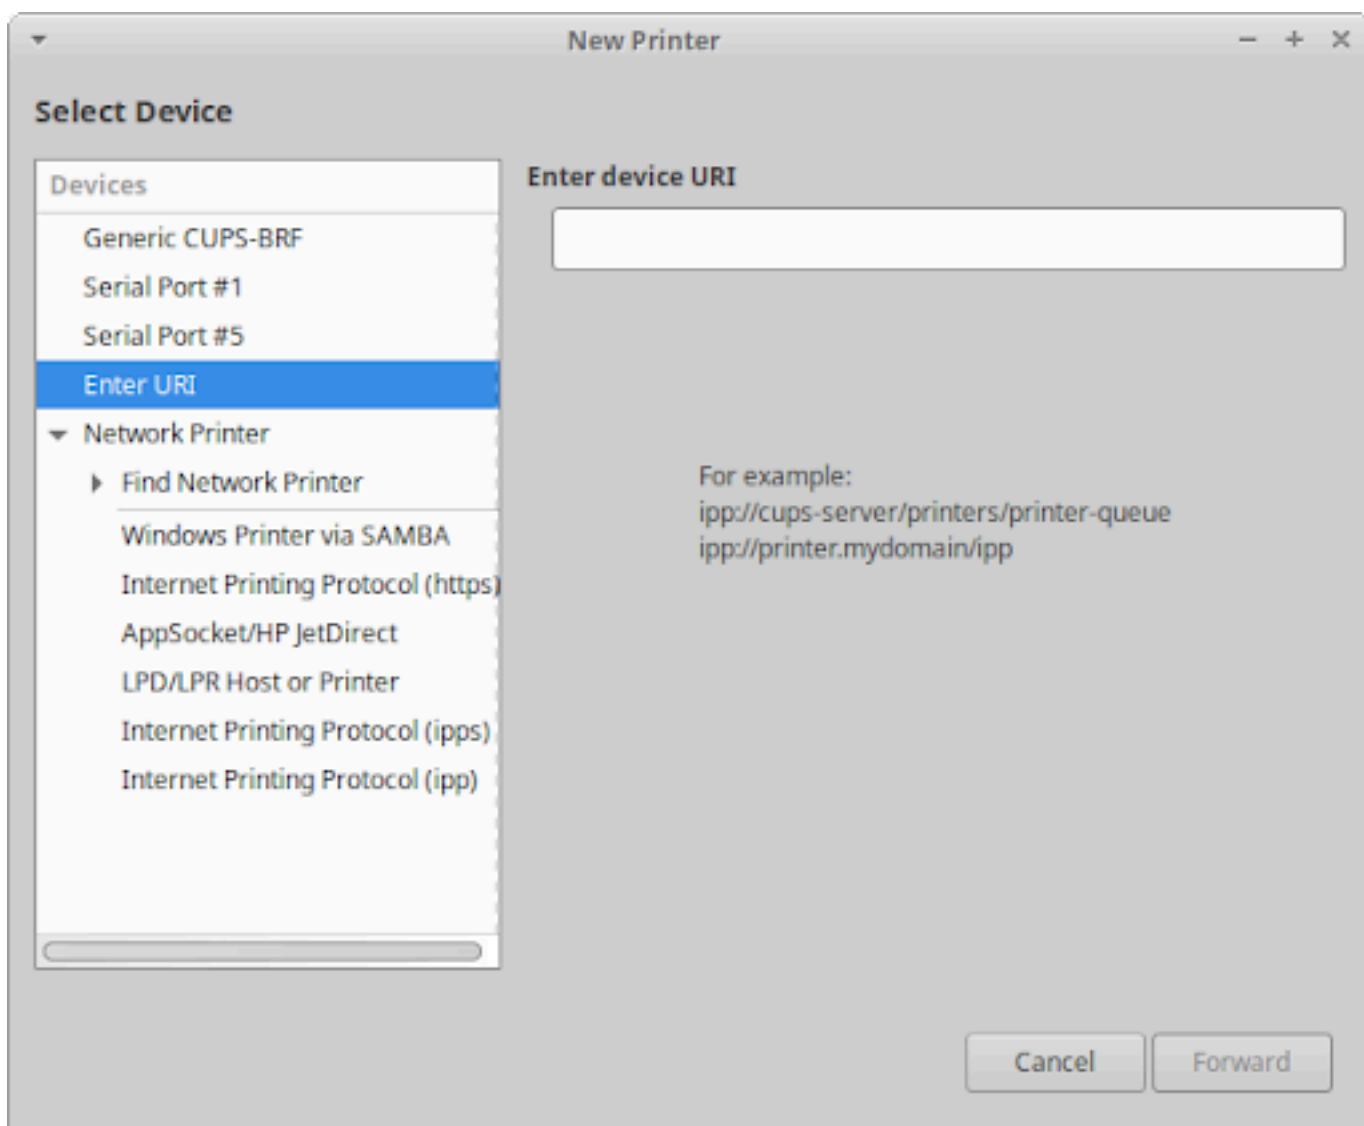 New Printer
Select Device
Devices
Generic CUPS-BRF
Serial Port #1
Serial Port #5
Enter URI
Network Printer
Find Network Printer
Windows Printer via SAMBA
Internet Printing Protocol (https)
AppSocket/HP JetDirect
LPD/LPR Host or Printer
Internet Printing Protocol (ipps)
Internet Printing Protocol (ipp)
Enter device URI
For example:
ipp://cups-server/printers/printer-queue
ipp://printer.mydomain/ipp
Cancel
Forward